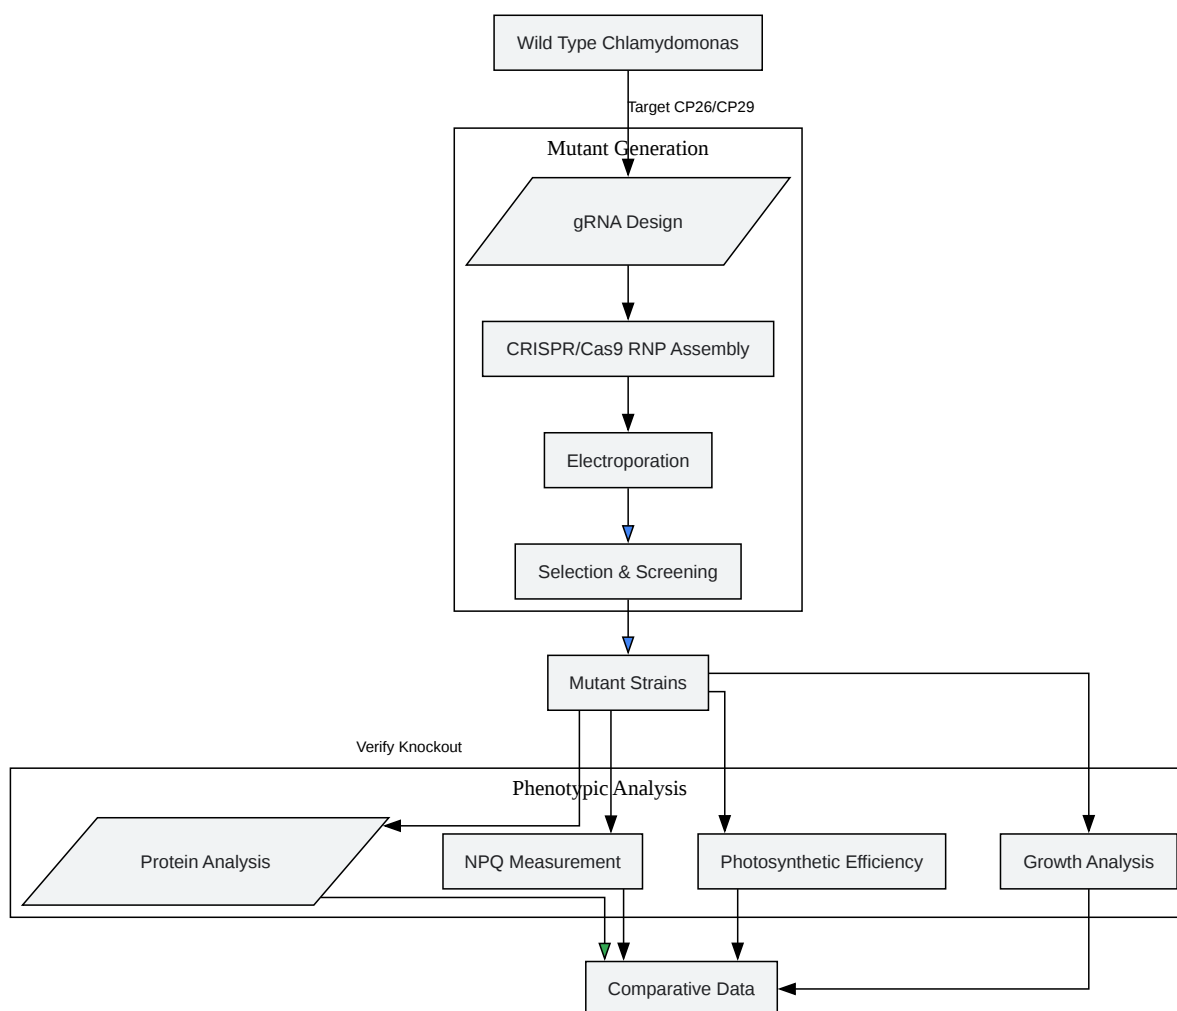 Wild Type Chlamydomonas
Target CP26/CP29
Mutant Generation
gRNA Design
CRISPR/Cas9 RNP Assembly
Electroporation
Selection & Screening
Mutant Strains
Verify Knockout
Phenotypic Analysis
Protein Analysis
NPQ Measurement
Photosynthetic Efficiency
Growth Analysis
Comparative Data